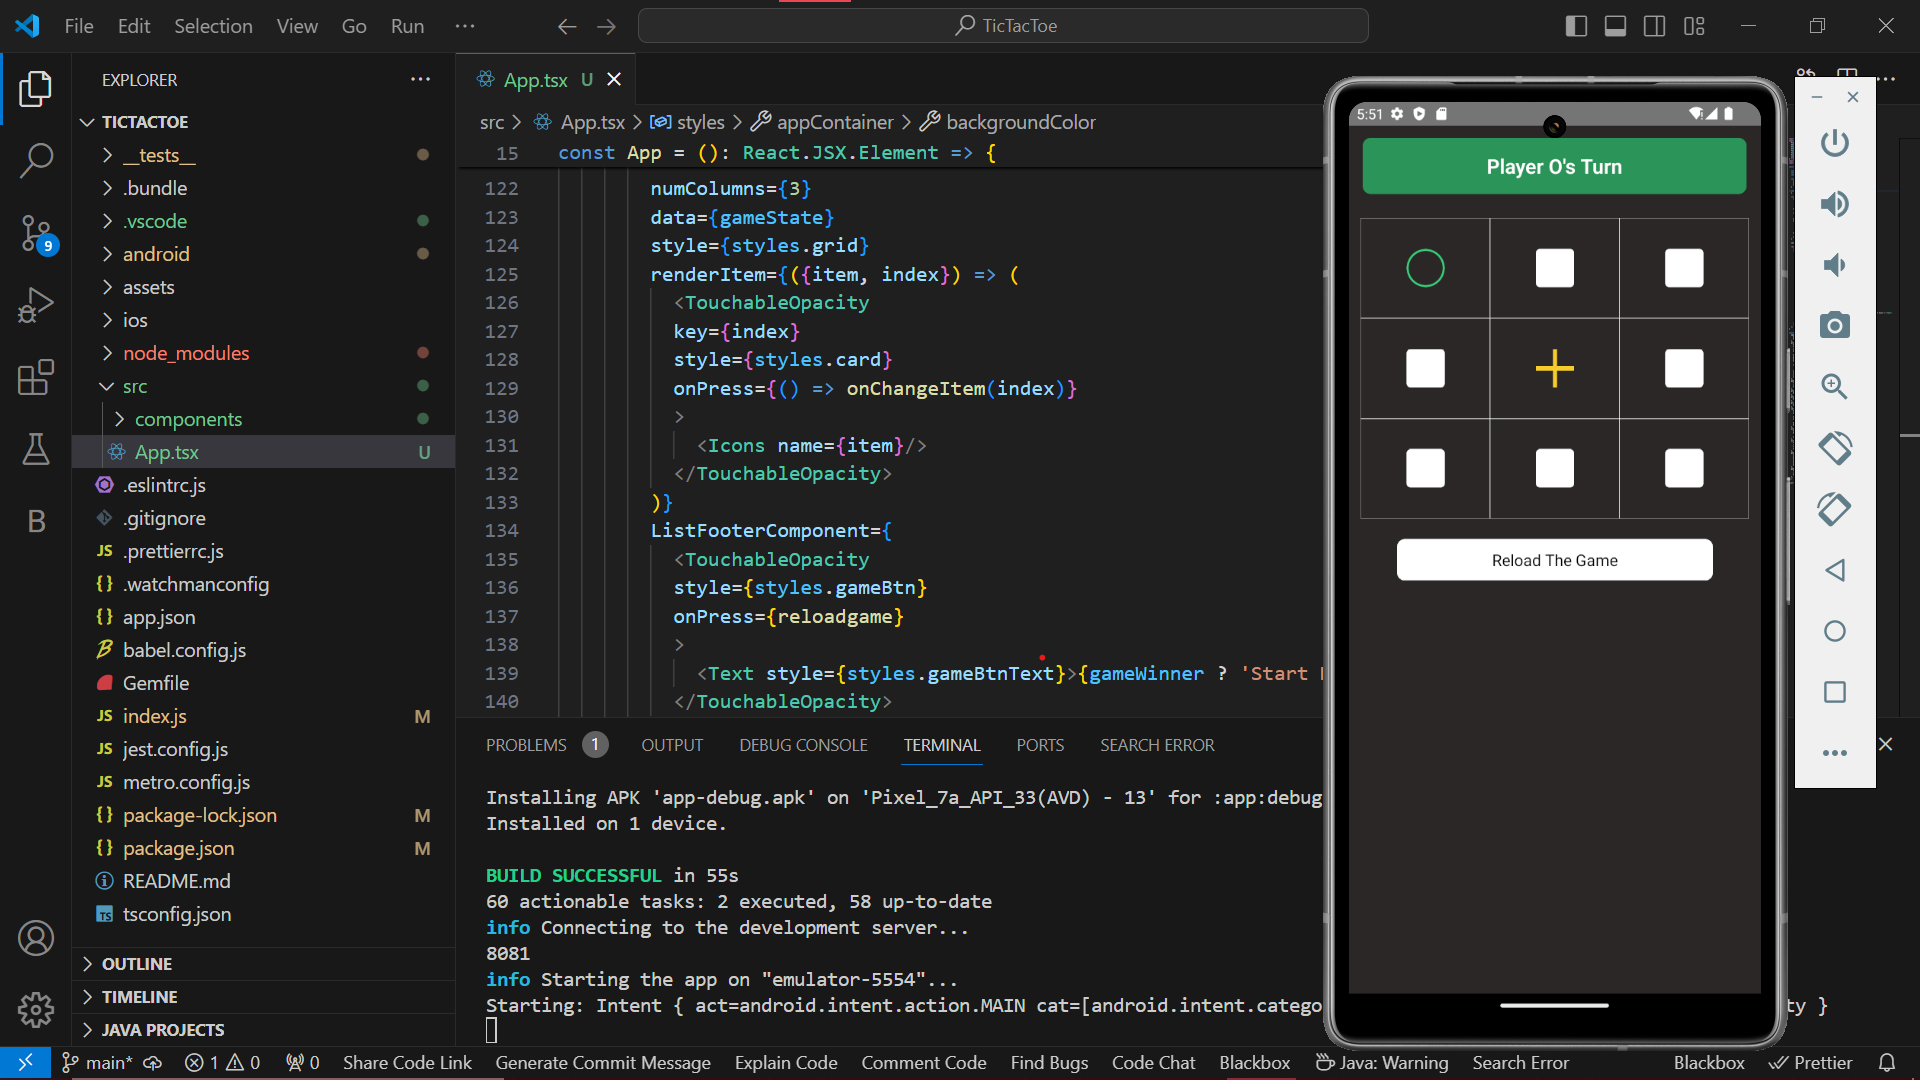 File Edit Selection View Go Run ···
TicTacToe
EXPLORER
TICTACTOE
__tests__
.bundle
.vscode
android
assets
ios
node_modules
src
components
App.tsx U
.eslintrc.js
.gitignore
.prettierrc.js
.watchmanconfig
app.json
babel.config.js
Gemfile
index.js M
jest.config.js
metro.config.js
package-lock.json M
package.json M
README.md
tsconfig.json
OUTLINE
TIMELINE
JAVA PROJECTS
9
B
App.tsx U
src > App.tsx > styles > appContainer > backgroundColor
15 const App = (): React.JSX.Element => {
122 numColumns={3}
123 data={gameState}
124 style={styles.grid}
125 renderItem={({item, index}) => (
126 <TouchableOpacity
127 key={index}
128 style={styles.card}
129 onPress={() => onChangeItem(index)}
130 >
131 <Icons name={item}/>
132 </TouchableOpacity>
133 )}
134 ListFooterComponent={
135 <TouchableOpacity
136 style={styles.gameBtn}
137 onPress={reloadgame}
138 >
139 <Text style={styles.gameBtnText}>{gameWinner ? 'Start
140 </TouchableOpacity>
PROBLEMS 1 OUTPUT DEBUG CONSOLE TERMINAL PORTS SEARCH ERROR
Installing APK 'app-debug.apk' on 'Pixel_7a_API_33(AVD) - 13' for :app:debug
Installed on 1 device.
BUILD SUCCESSFUL in 55s
60 actionable tasks: 2 executed, 58 up-to-date
info Connecting to the development server...
8081
info Starting the app on "emulator-5554"...
Starting: Intent { act=android.intent.action.MAIN cat=[android.intent.catego
ty }
5:51
Player O's Turn
Reload The Game
main* 1 0 0 Share Code Link Generate Commit Message Explain Code Comment Code Find Bugs Code Chat Blackbox Java: Warning Search Error Blackbox Prettier